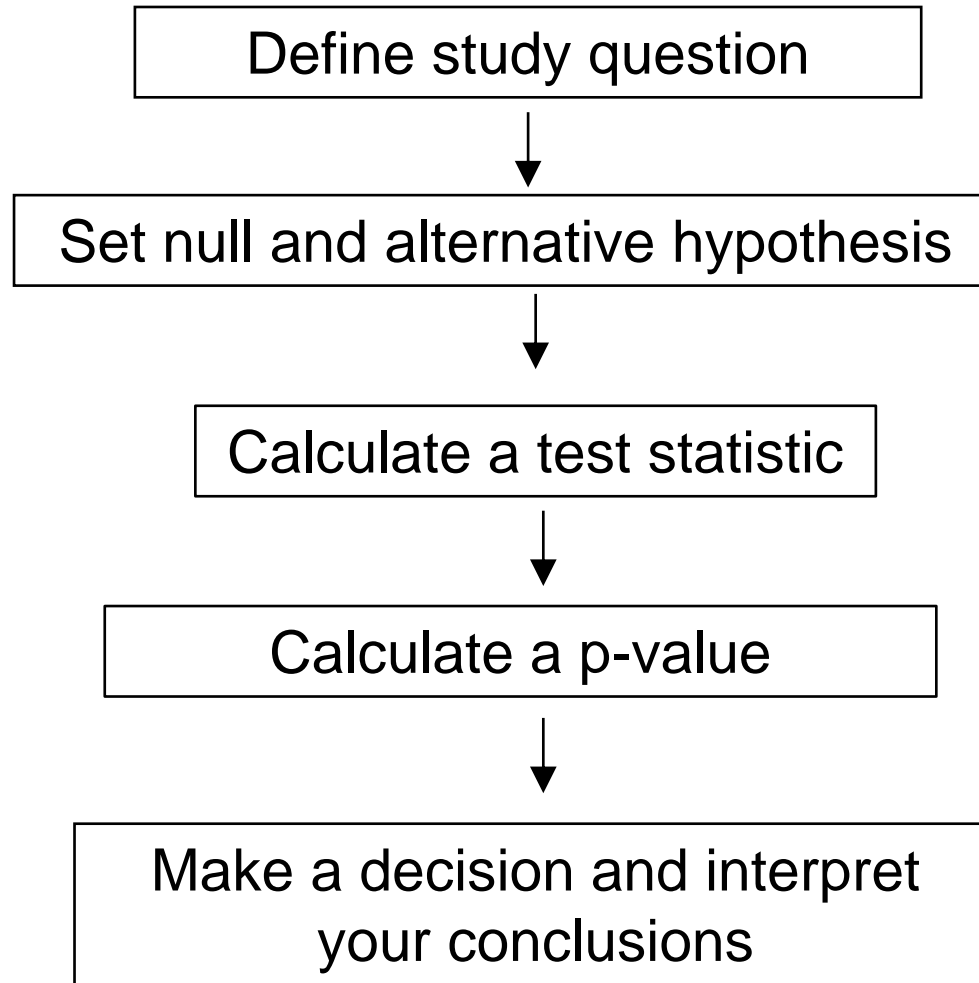 Define study question
Set null and alternative hypothesis
Calculate a test statistic
Calculate a p-value
Make a decision and interpret
your conclusions